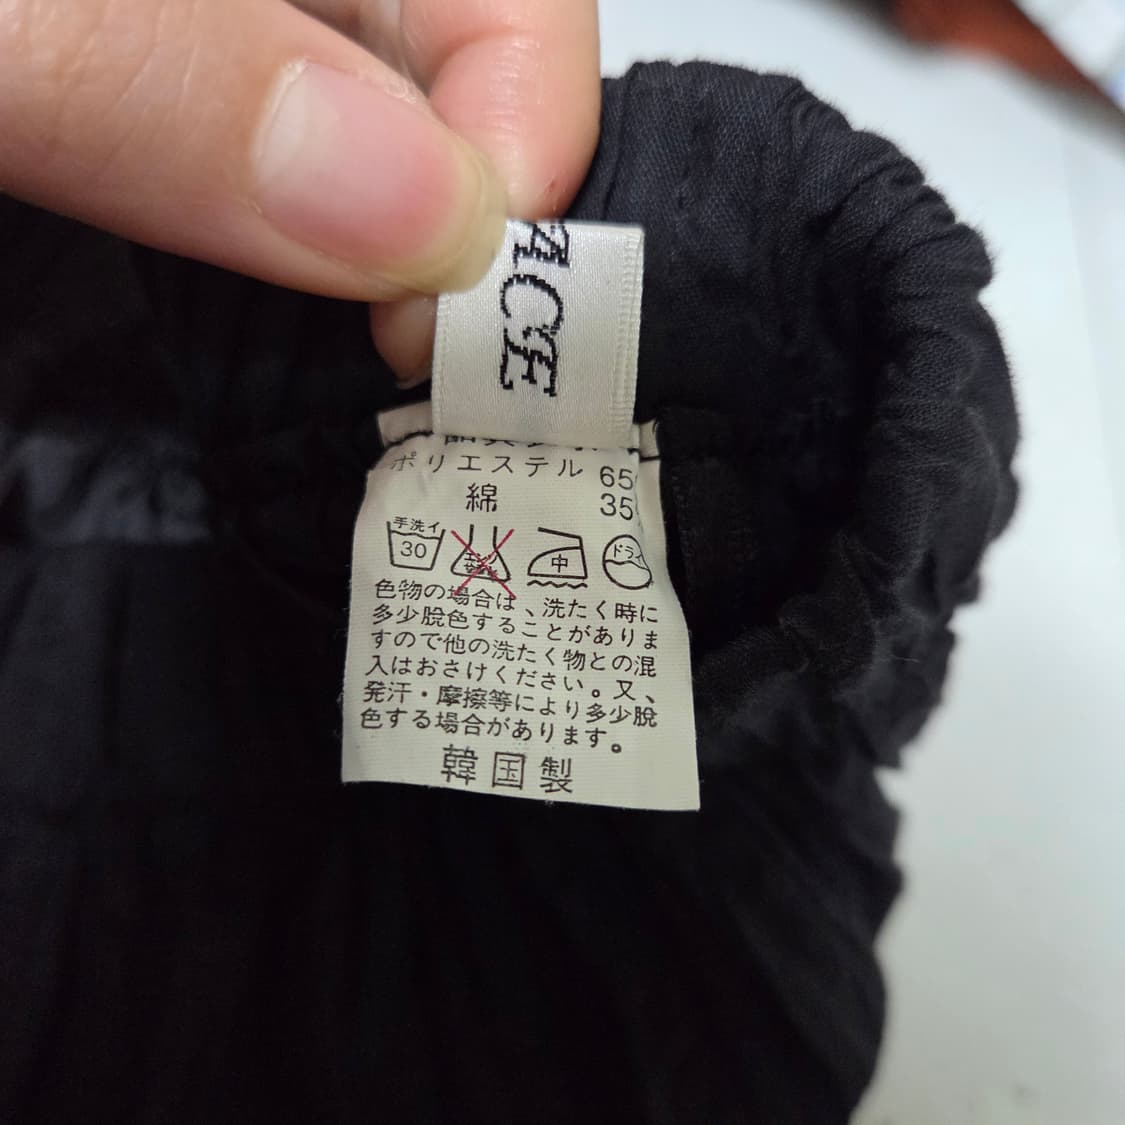 ACE
ポリエステル 65
綿 35
手洗イ
30
エンソ
中
ドライ
色物の場合は、洗たく時に
多少脱色することがありま
すので他の洗たく物との混
入はおさけください。又、
発汗・摩擦等により多少脱
色する場合があります。
韓国製